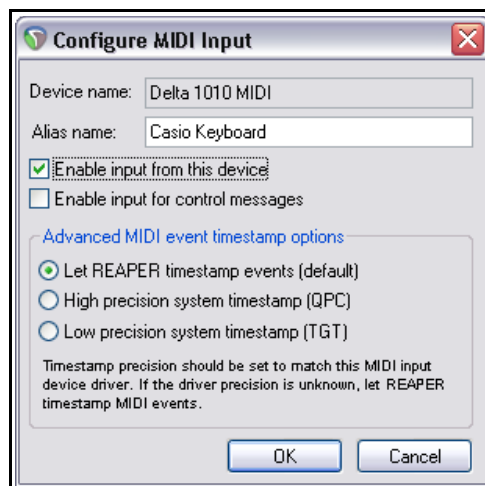 Configure MIDI Input
Device name: Delta 1010 MIDI
Alias name: Casio Keyboard
Enable input from this device
Enable input for control messages
Advanced MIDI event timestamp options
Let REAPER timestamp events (default)
High precision system timestamp (QPC)
Low precision system timestamp (TGT)
Timestamp precision should be set to match this MIDI input
device driver. If the driver precision is unknown, let REAPER
timestamp MIDI events.
OK Cancel